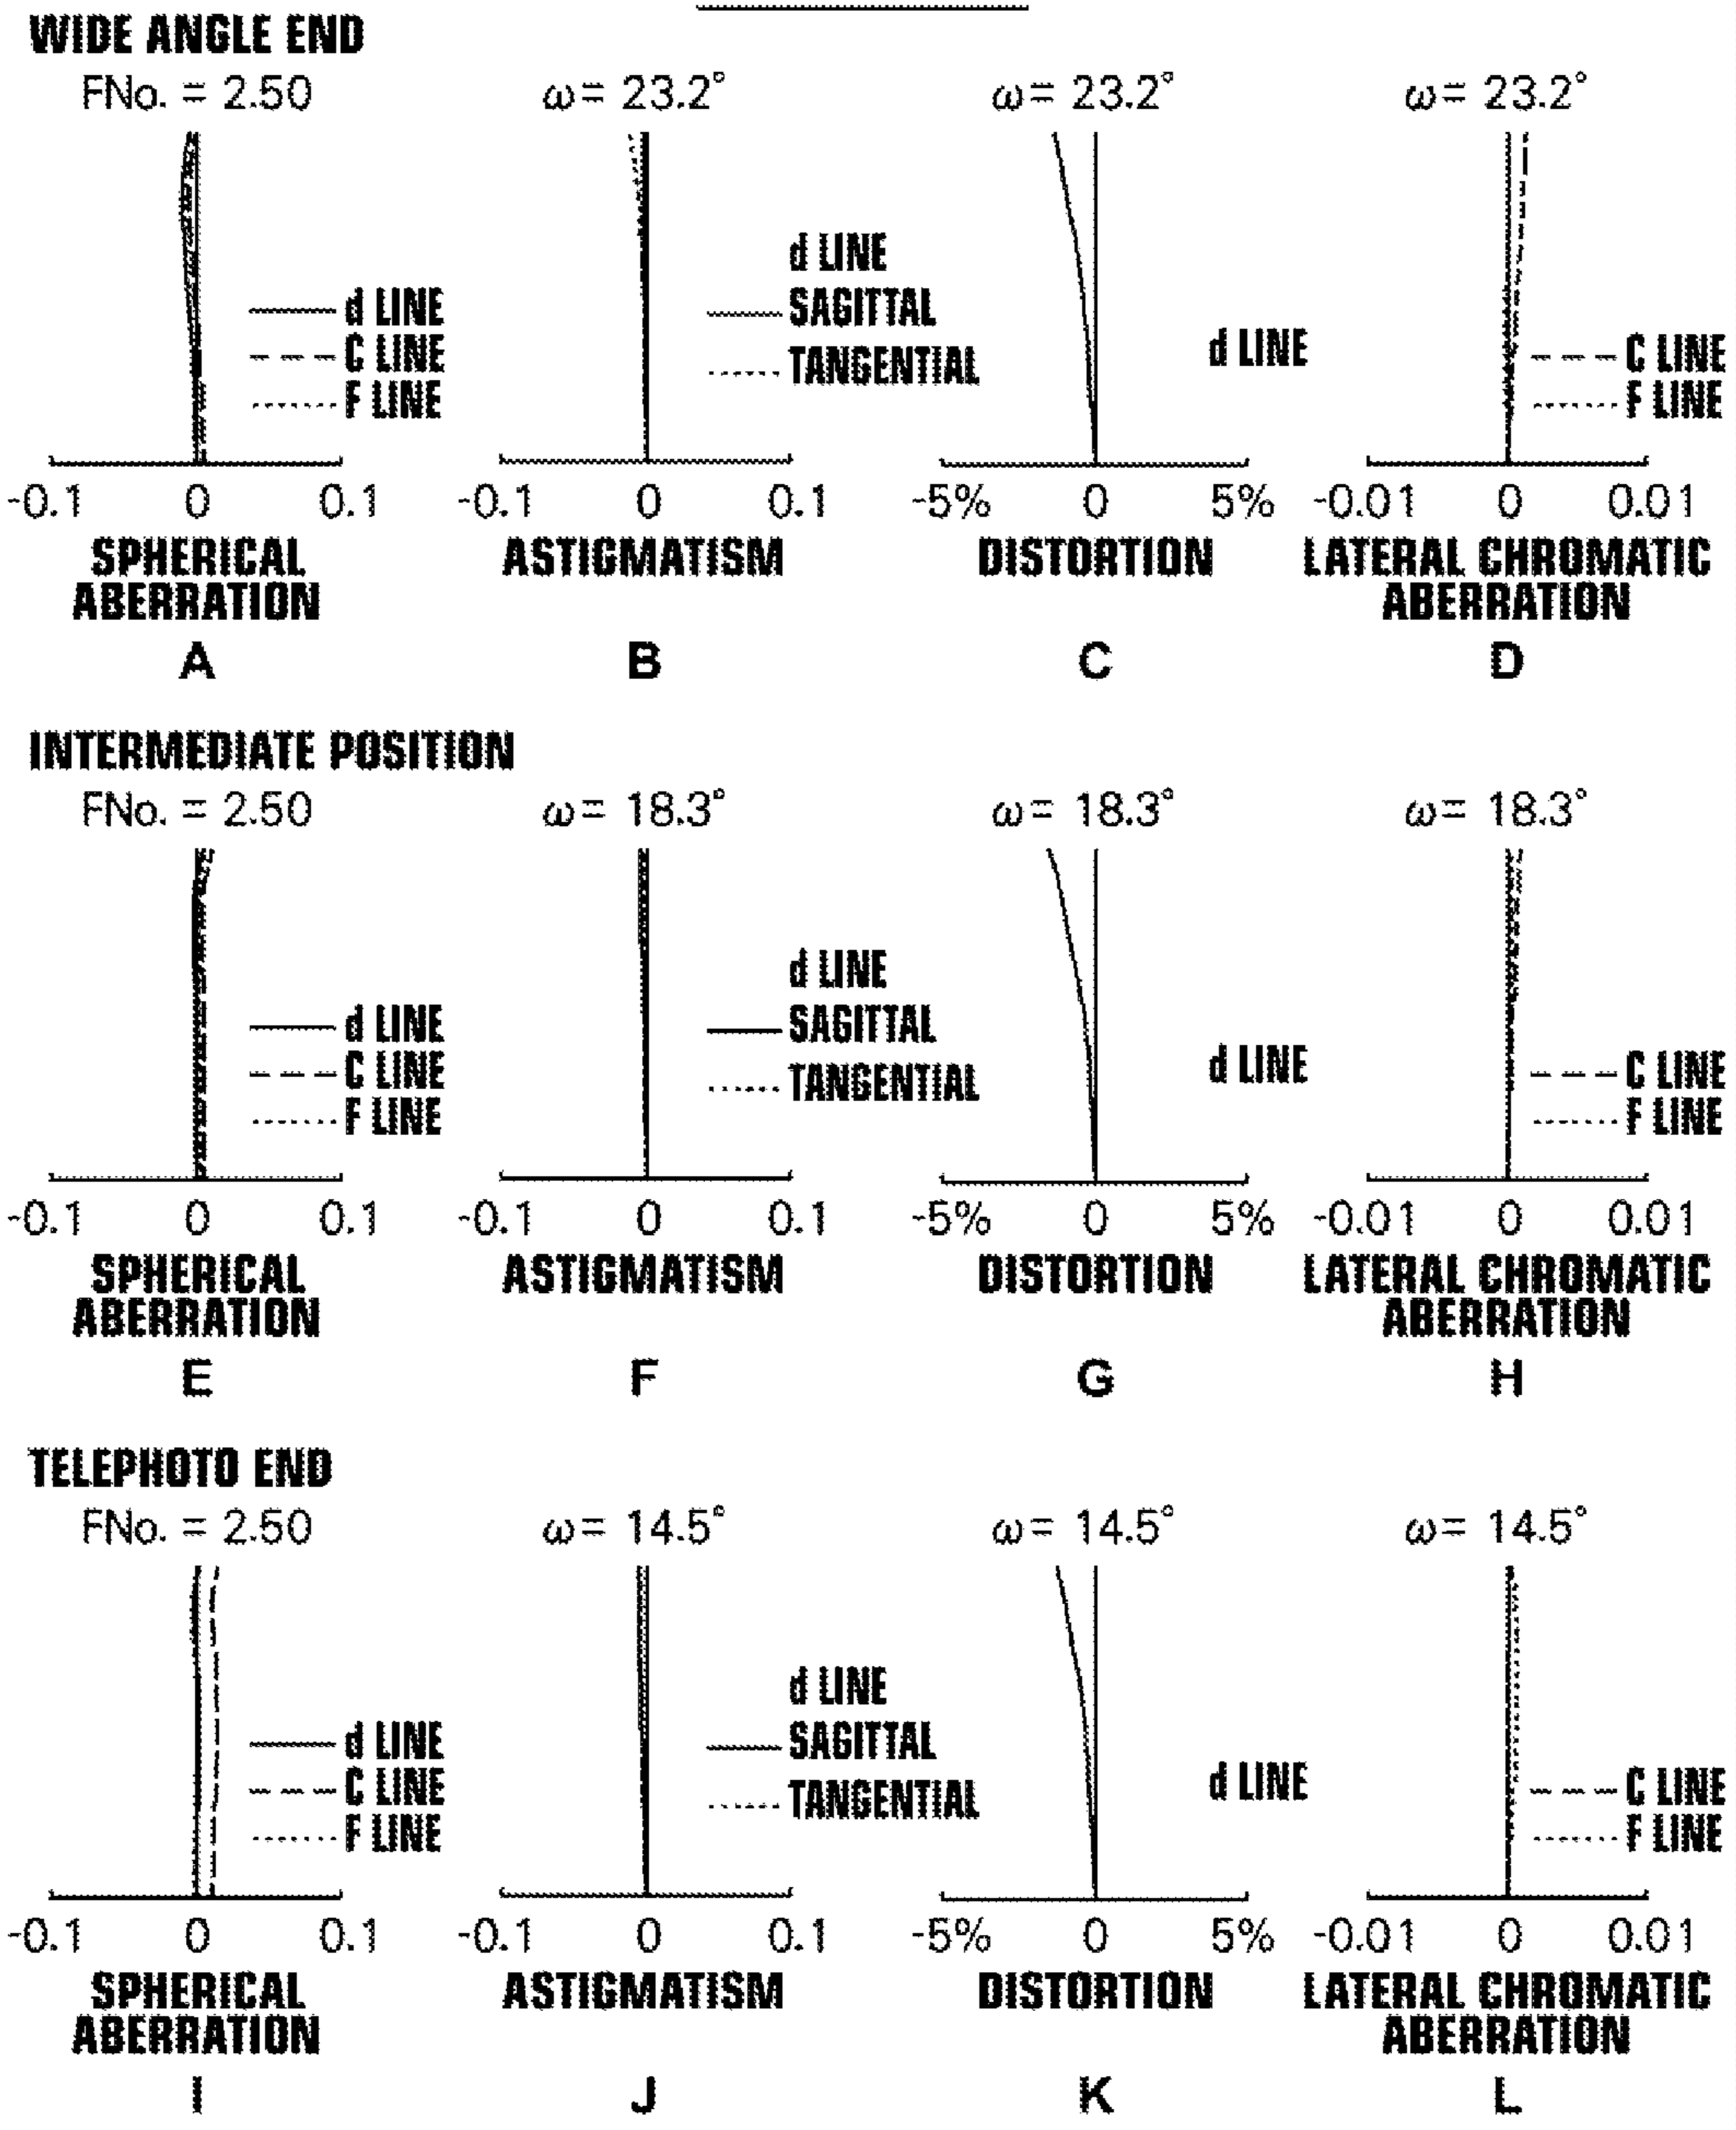 WIDE ANGLE END
FNo. = 2.50
ω= 23.2°
ω= 23.2°
ω= 23.2°
d LINE
C LINE
F LINE
d LINE
SAGITTAL
TANGENTIAL
d LINE
C LINE
F LINE
-0.1 0 0.1
-0.1 0 0.1
-5% 0 5%
-0.01 0 0.01
SPHERICAL
ABERRATION
ASTIGMATISM
DISTORTION
LATERAL CHROMATIC
ABERRATION
A
B
C
D
INTERMEDIATE POSITION
FNo. = 2.50
ω= 18.3°
ω= 18.3°
ω= 18.3°
d LINE
C LINE
F LINE
d LINE
SAGITTAL
TANGENTIAL
d LINE
C LINE
F LINE
-0.1 0 0.1
-0.1 0 0.1
-5% 0 5%
-0.01 0 0.01
SPHERICAL
ABERRATION
ASTIGMATISM
DISTORTION
LATERAL CHROMATIC
ABERRATION
E
F
G
H
TELEPHOTO END
FNo. = 2.50
ω= 14.5°
ω= 14.5°
ω= 14.5°
d LINE
C LINE
F LINE
d LINE
SAGITTAL
TANGENTIAL
d LINE
C LINE
F LINE
-0.1 0 0.1
-0.1 0 0.1
-5% 0 5%
-0.01 0 0.01
SPHERICAL
ABERRATION
ASTIGMATISM
DISTORTION
LATERAL CHROMATIC
ABERRATION
I
J
K
L